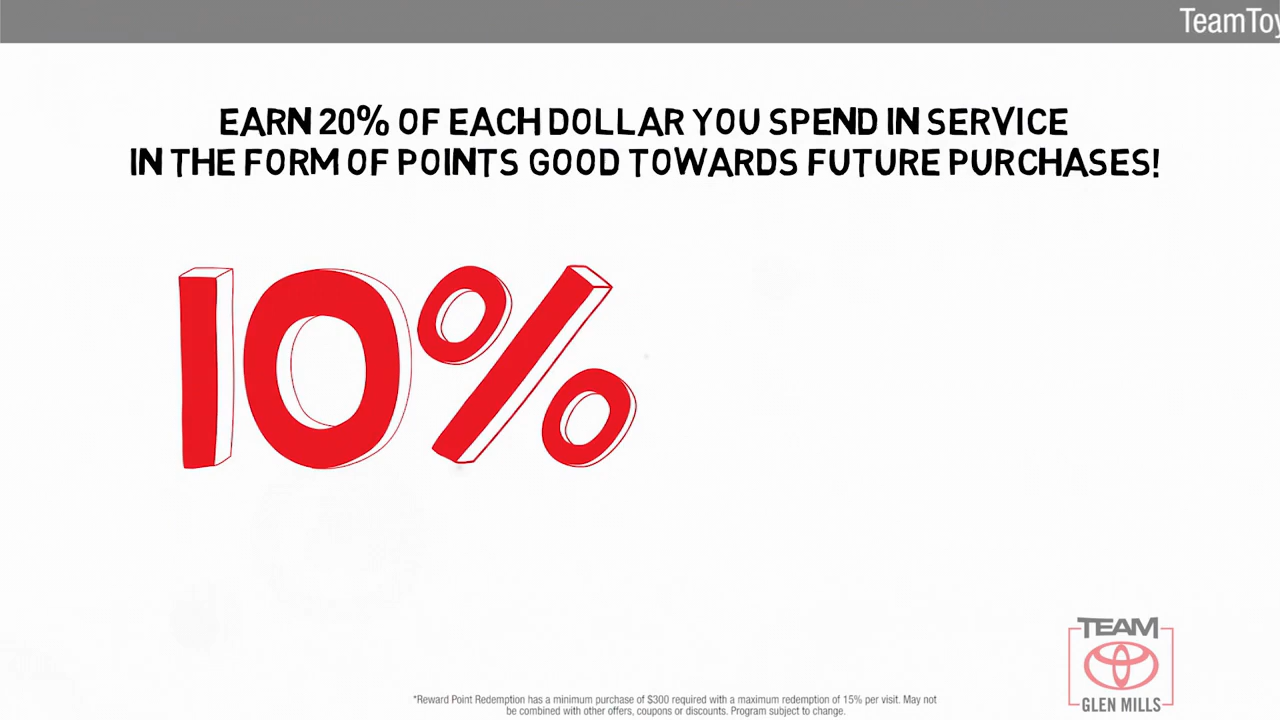 TeamToy
EARN 20% OF EACH DOLLAR YOU SPEND IN SERVICE
IN THE FORM OF POINTS GOOD TOWARDS FUTURE PURCHASES!
10%
TEAM
GLEN MILLS
*Reward Point Redemption has a minimum purchase of $300 required with a maximum redemption of 15% per visit. May not
be combined with other offers, coupons or discounts. Program subject to change.